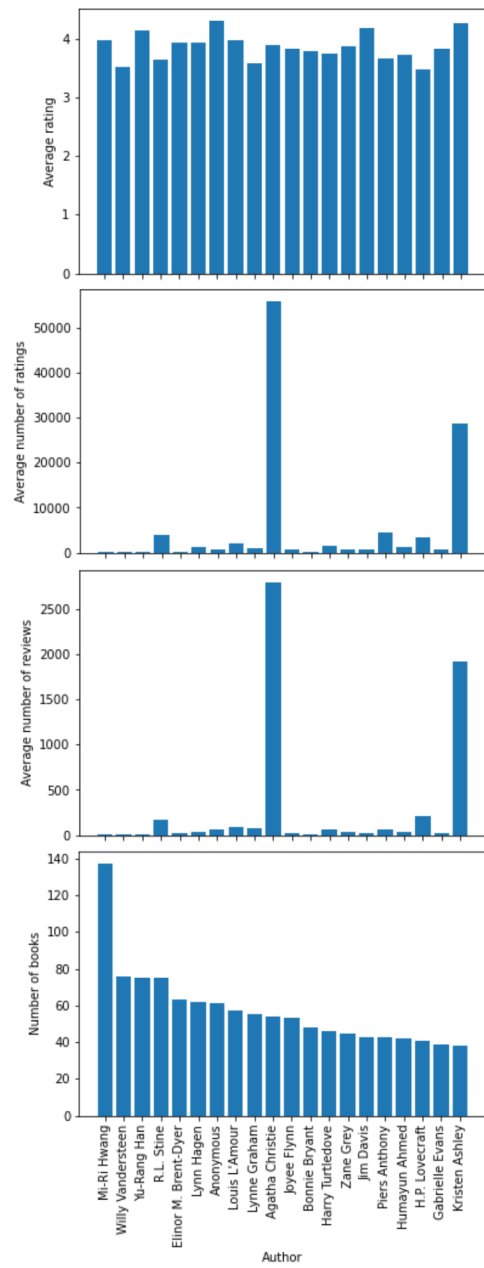 4
3
2
1
0
Average rating
50000
40000
30000
20000
10000
0
Average number of ratings
2500
2000
1500
1000
500
0
Average number of reviews
140
120
100
80
60
40
20
0
Number of books
Mi-Ri Hwang
Willy Vandersteen
Yu-Rang Han
R.L. Stine
Elinor M. Brent-Dyer
Lynn Hagen
Anonymous
Louis L'Amour
Lynne Graham
Agatha Christie
Joyee Flynn
Bonnie Bryant
Harry Turtledove
Zane Grey
Jim Davis
Piers Anthony
Humayun Ahmed
H.P. Lovecraft
Gabrielle Evans
Kristen Ashley
Author